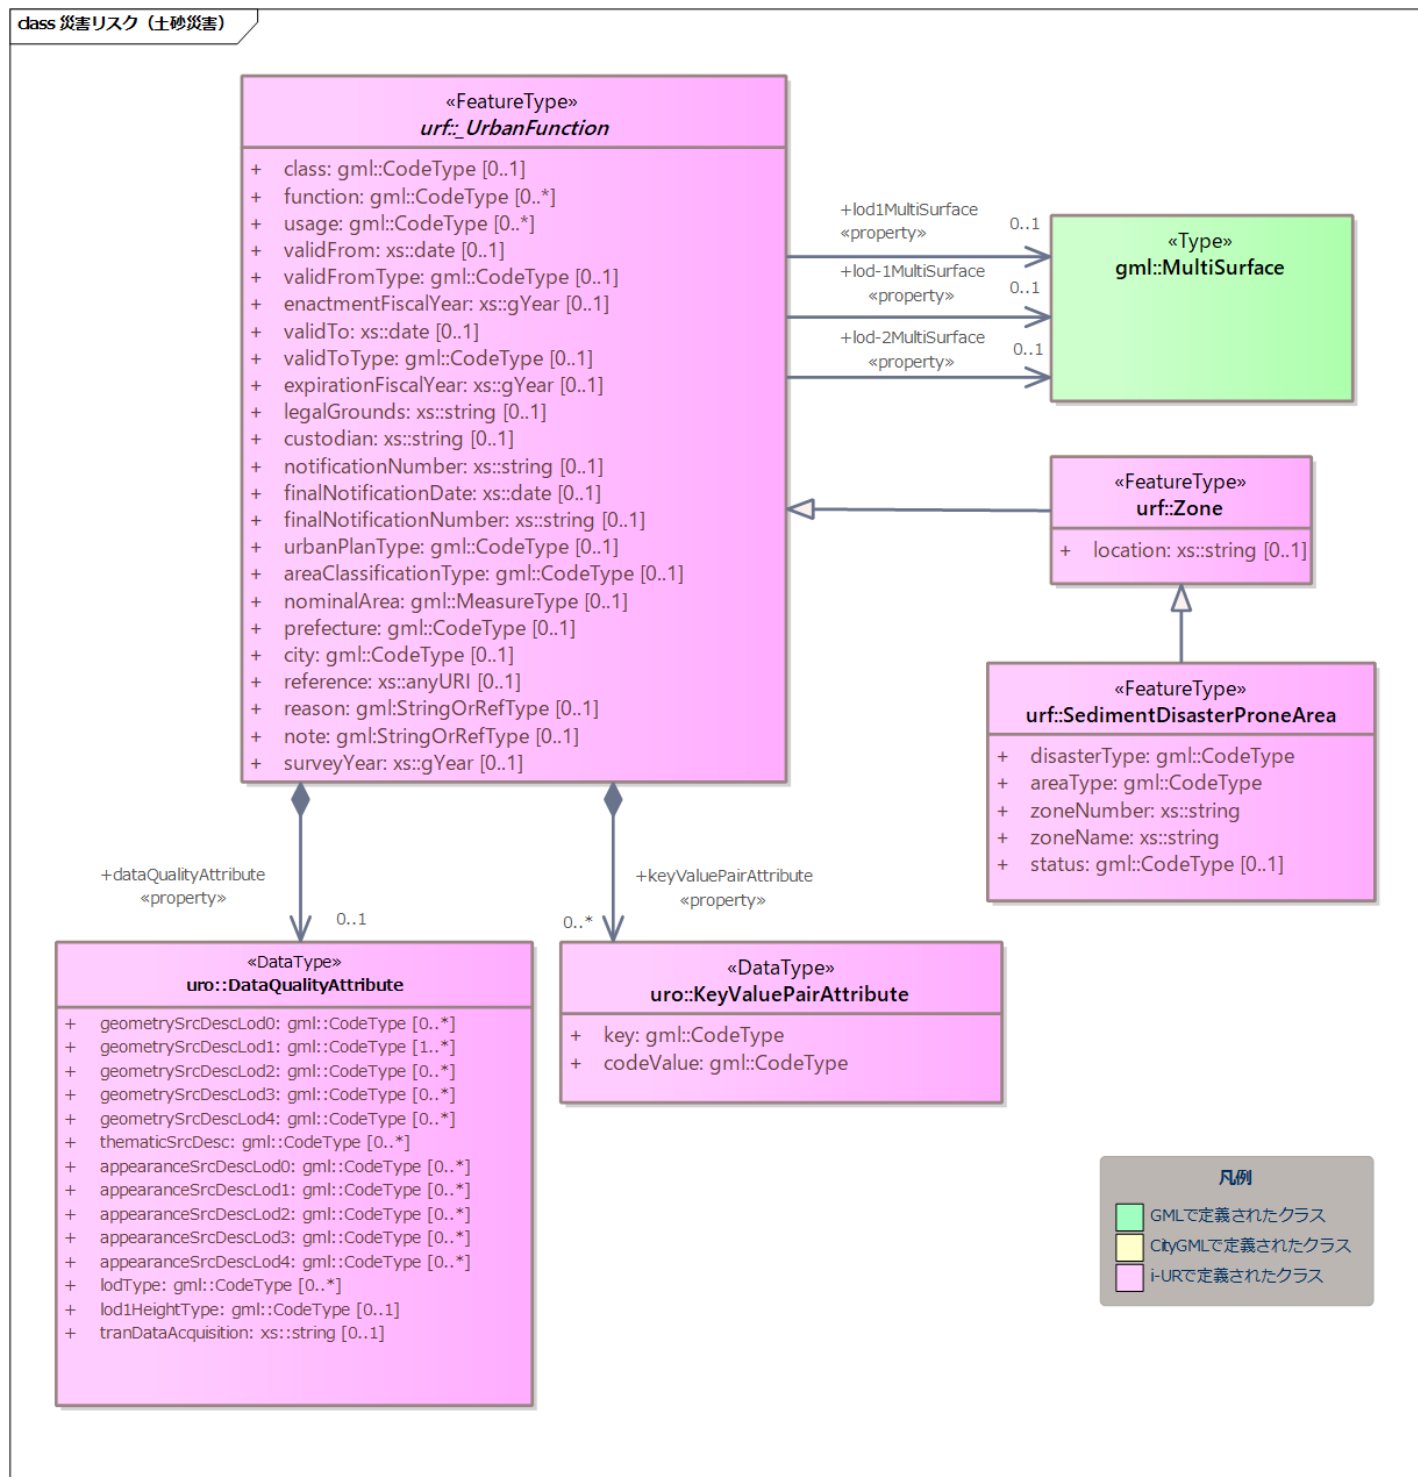 class 災害リスク（土砂災害）
«FeatureType»
urf::_UrbanFunction
+ class: gml::CodeType [0..1]
+ function: gml::CodeType [0..*]
+ usage: gml::CodeType [0..*]
+ validFrom: xs::date [0..1]
+ validFromType: gml::CodeType [0..1]
+ enactmentFiscalYear: xs::gYear [0..1]
+ validTo: xs::date [0..1]
+ validToType: gml::CodeType [0..1]
+ expirationFiscalYear: xs::gYear [0..1]
+ legalGrounds: xs::string [0..1]
+ custodian: xs::string [0..1]
+ notificationNumber: xs::string [0..1]
+ finalNotificationDate: xs::date [0..1]
+ finalNotificationNumber: xs::string [0..1]
+ urbanPlanType: gml::CodeType [0..1]
+ areaClassificationType: gml::CodeType [0..1]
+ nominalArea: gml::MeasureType [0..1]
+ prefecture: gml::CodeType [0..1]
+ city: gml::CodeType [0..1]
+ reference: xs::anyURI [0..1]
+ reason: gml:StringOrRefType [0..1]
+ note: gml:StringOrRefType [0..1]
+ surveyYear: xs::gYear [0..1]
+lod1MultiSurface
«property»
0..1
+lod-1MultiSurface
«property»
0..1
+lod-2MultiSurface
«property»
0..1
«Type»
gml::MultiSurface
«FeatureType»
urf::Zone
+ location: xs::string [0..1]
«FeatureType»
urf::SedimentDisasterProneArea
+ disasterType: gml::CodeType
+ areaType: gml::CodeType
+ zoneNumber: xs::string
+ zoneName: xs::string
+ status: gml::CodeType [0..1]
+dataQualityAttribute
«property»
0..1
+keyValuePairAttribute
«property»
0..*
«DataType»
uro::DataQualityAttribute
+ geometrySrcDescLod0: gml::CodeType [0..*]
+ geometrySrcDescLod1: gml::CodeType [1..*]
+ geometrySrcDescLod2: gml::CodeType [0..*]
+ geometrySrcDescLod3: gml::CodeType [0..*]
+ geometrySrcDescLod4: gml::CodeType [0..*]
+ thematicSrcDesc: gml::CodeType [0..*]
+ appearanceSrcDescLod0: gml::CodeType [0..*]
+ appearanceSrcDescLod1: gml::CodeType [0..*]
+ appearanceSrcDescLod2: gml::CodeType [0..*]
+ appearanceSrcDescLod3: gml::CodeType [0..*]
+ appearanceSrcDescLod4: gml::CodeType [0..*]
+ lodType: gml::CodeType [0..*]
+ lod1HeightType: gml::CodeType [0..1]
+ tranDataAcquisition: xs::string [0..1]
«DataType»
uro::KeyValuePairAttribute
+ key: gml::CodeType
+ codeValue: gml::CodeType
凡例
GMLで定義されたクラス
CityGMLで定義されたクラス
i-URで定義されたクラス